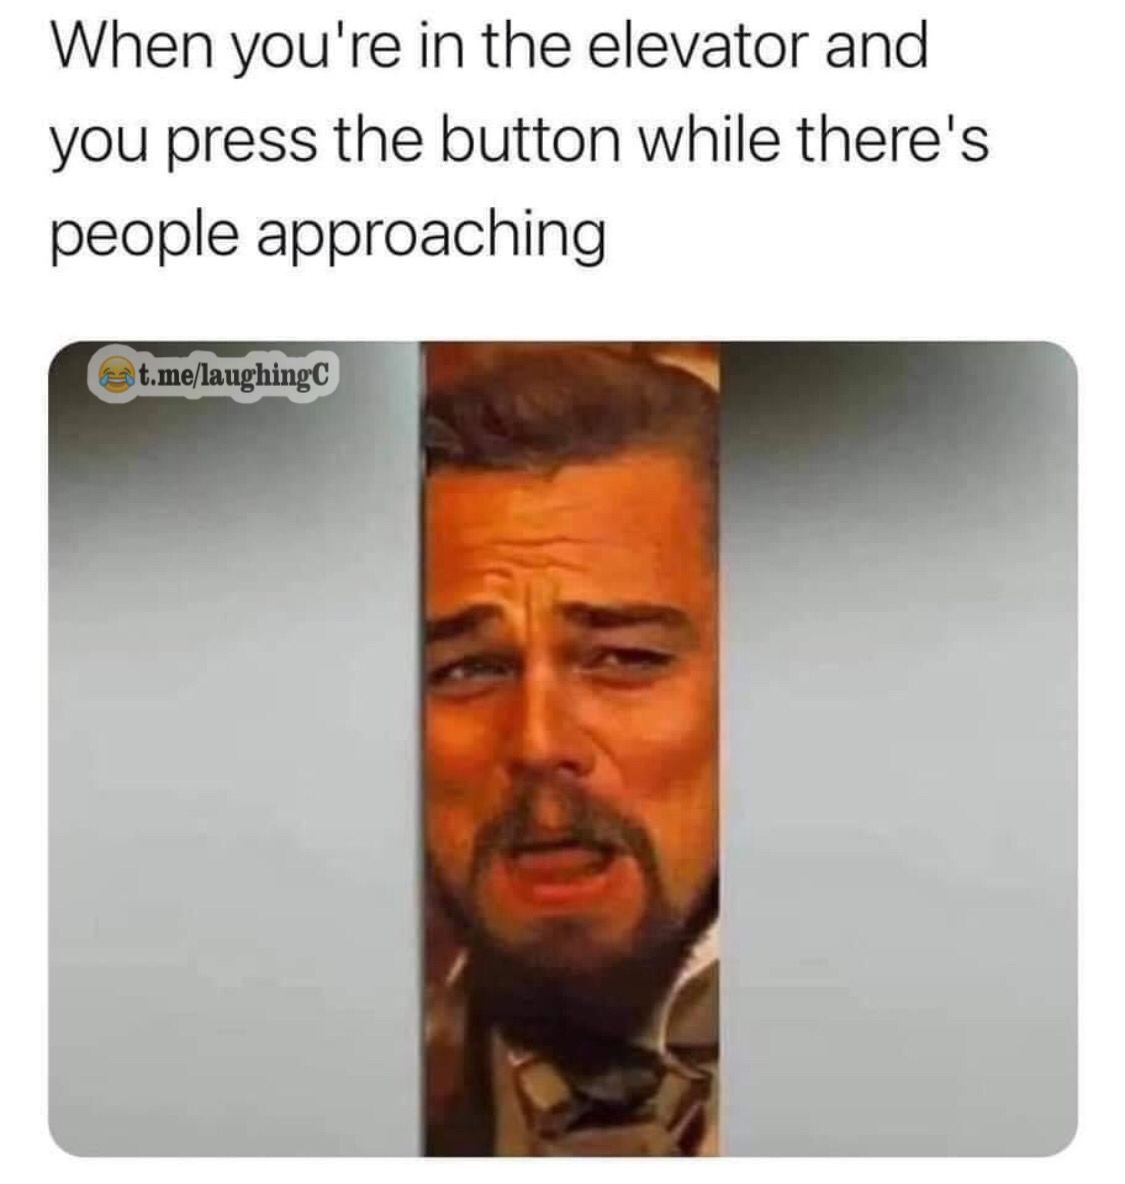 When you're in the elevator and
you press the button while there's
people approaching
😂t.me/laughingC